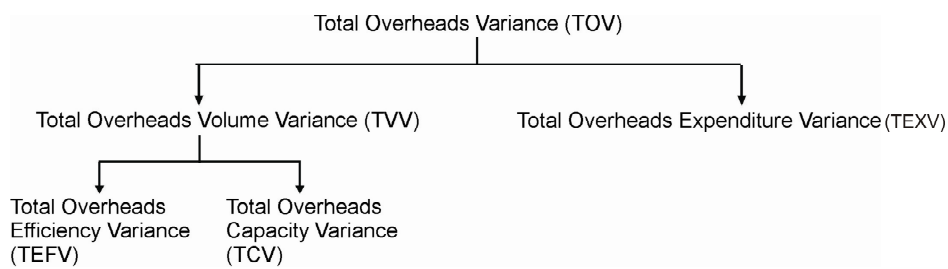 Total Overheads Variance (TOV)
Total Overheads Volume Variance (TVV)
Total Overheads Expenditure Variance (TEXV)
Total Overheads
Efficiency Variance
(TEFV)
Total Overheads
Capacity Variance
(TCV)